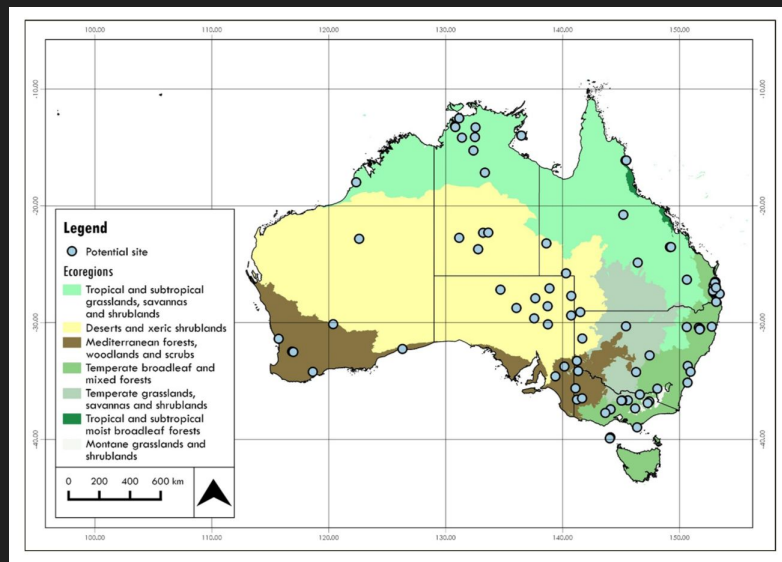 100.00 110.00 120.00 130.00 140.00 150.00
-10.00 -10.00
-20.00 -20.00
-30.00 -30.00
-40.00 -40.00
Legend
Potential site
Ecoregions
Tropical and subtropical
grasslands, savannas
and shrublands
Deserts and xeric shrublands
Mediterranean forests,
woodlands and scrubs
Temperate broadleaf and
mixed forests
Temperate grasslands,
savannas and shrublands
Tropical and subtropical
moist broadleaf forests
Montane grasslands and
shrublands
0 200 400 600 km
100.00 110.00 120.00 130.00 140.00 150.00